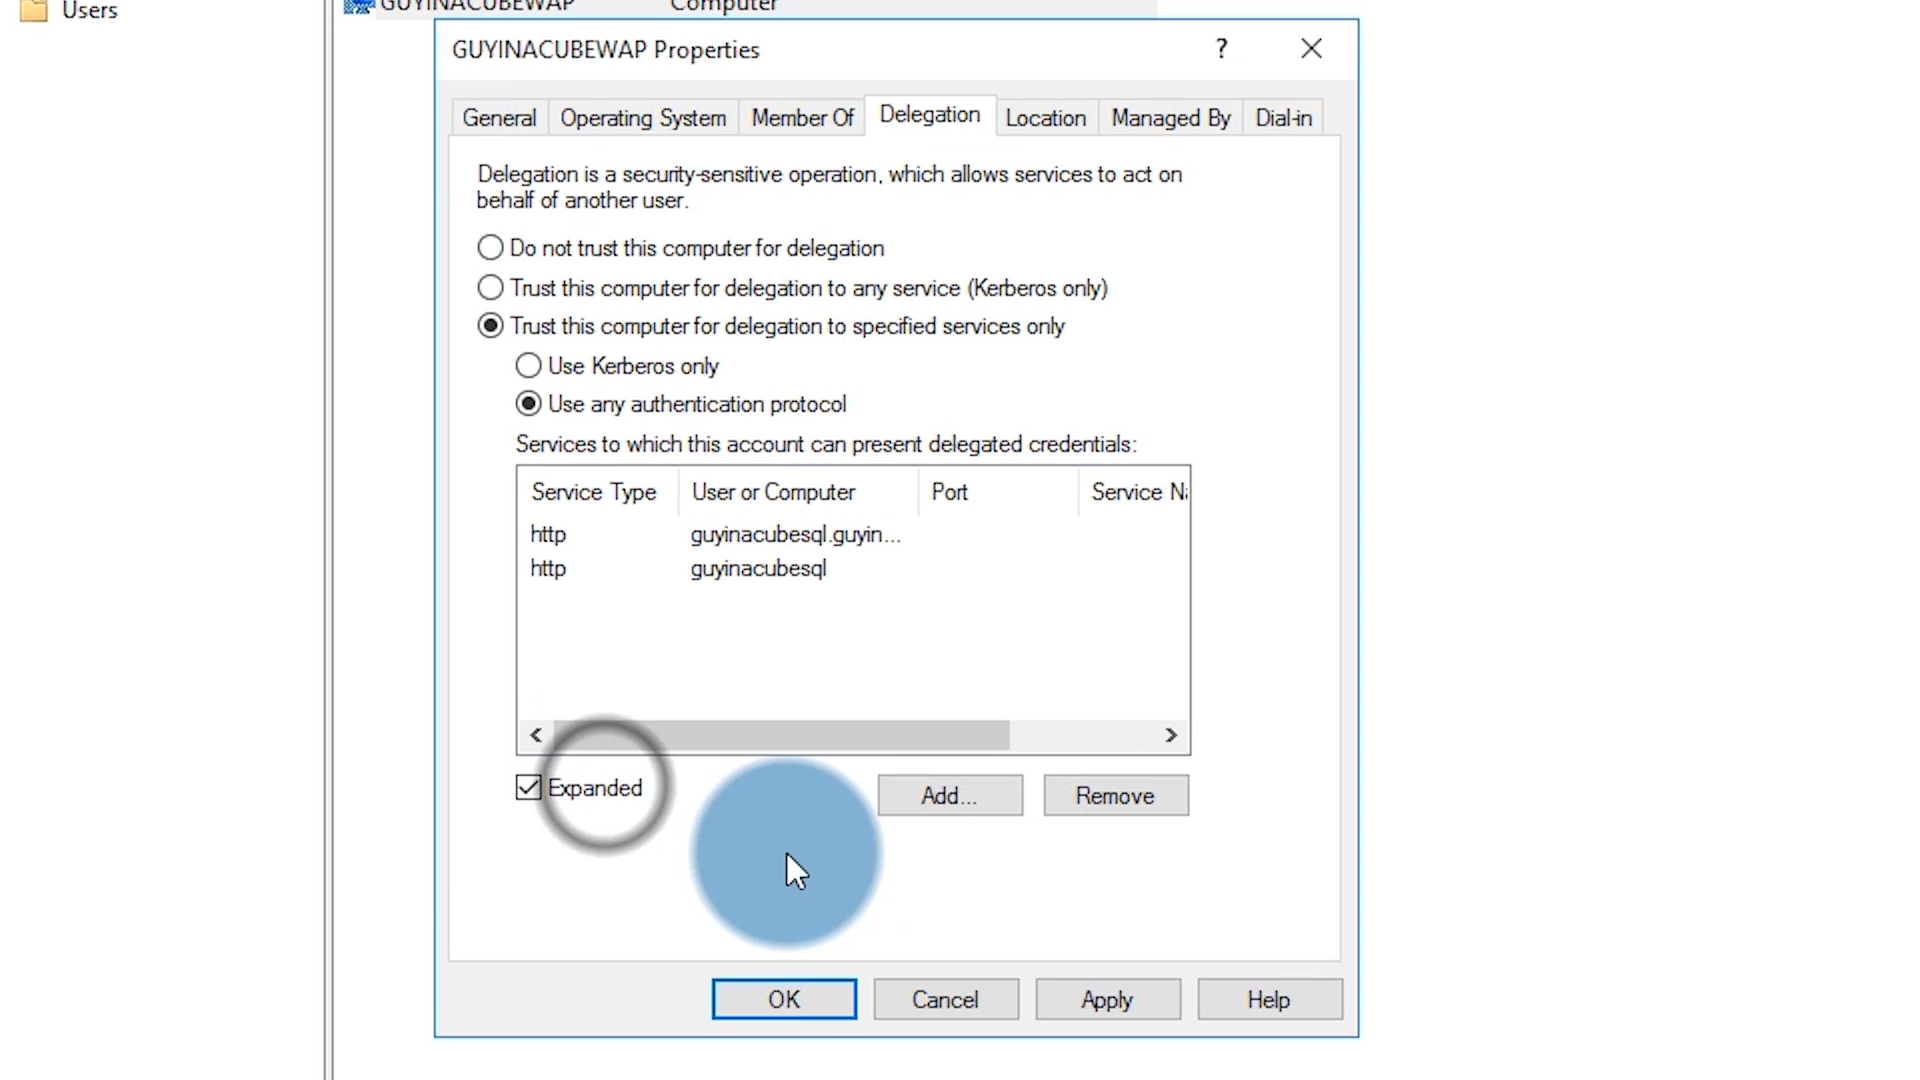 Users
GUYINACUBEWAP Computer
GUYINACUBEWAP Properties
?
General Operating System Member Of Delegation Location Managed By Dial-in
Delegation is a security-sensitive operation, which allows services to act on
behalf of another user.
Do not trust this computer for delegation
Trust this computer for delegation to any service (Kerberos only)
Trust this computer for delegation to specified services only
Use Kerberos only
Use any authentication protocol
Services to which this account can present delegated credentials:
Service Type User or Computer Port Service N
http guyinacubesql.guyin...
http guyinacubesql
Expanded Add... Remove
OK Cancel Apply Help